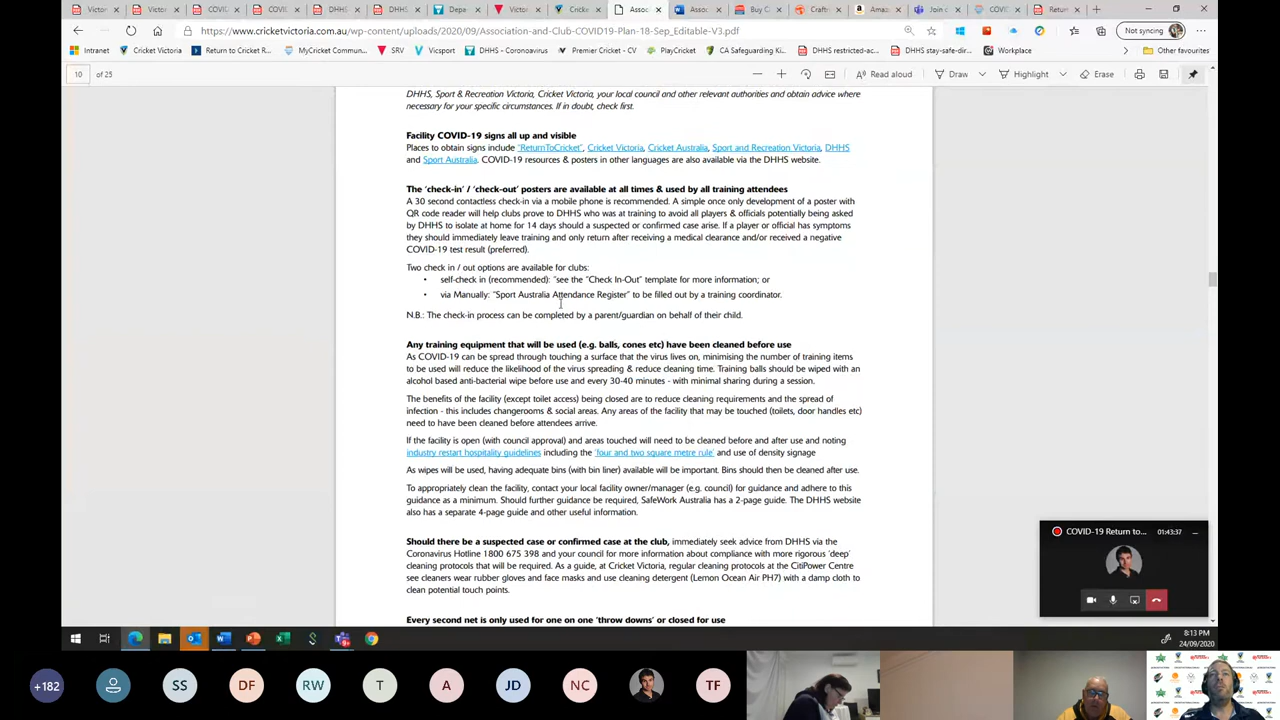 Victor
Victor
COVI
COVI
DHH
DHHS
Depa
Victo
Cricke
Assoc
Assoc
Buy C
Craft
Amaz
Join c
COVI
Return
https://www.cricketvictoria.com.au/wp-content/uploads/2020/09/Association-and-Club-COVID19-Plan-18-Sep_Editable-V3.pdf
Not syncing
Intranet
Cricket Victoria
Return to Cricket R...
MyCricket Commun...
SRV
Vicsport
DHHS - Coronavirus
Premier Cricket - CV
PlayCricket
CA Safeguarding Ki...
DHHS restricted-ac...
DHHS stay-safe-dir...
Workplace
Other favourites
10 of 25
Read aloud
Draw
Highlight
Erase
DHHS, Sport & Recreation Victoria, Cricket Victoria, your local council and other relevant authorities and obtain advice where
necessary for your specific circumstances. If in doubt, check first.
Facility COVID-19 signs all up and visible
Places to obtain signs include "ReturnToCricket", Cricket Victoria, Cricket Australia, Sport and Recreation Victoria, DHHS
and Sport Australia. COVID-19 resources & posters in other languages are also available via the DHHS website.
The 'check-in' / 'check-out' posters are available at all times & used by all training attendees
A 30 second contactless check-in via a mobile phone is recommended. A simple once only development of a poster with
QR code reader will help clubs prove to DHHS who was at training to avoid all players & officials potentially being asked
by DHHS to isolate at home for 14 days should a suspected or confirmed case arise. If a player or official has symptoms
they should immediately leave training and only return after receiving a medical clearance and/or received a negative
COVID-19 test result (preferred).
Two check in / out options are available for clubs:
• self-check in (recommended): "see the "Check In-Out" template for more information; or
• via Manually: "Sport Australia Attendance Register" to be filled out by a training coordinator.
N.B.: The check-in process can be completed by a parent/guardian on behalf of their child.
Any training equipment that will be used (e.g. balls, cones etc) have been cleaned before use
As COVID-19 can be spread through touching a surface that the virus lives on, minimising the number of training items
to be used will reduce the likelihood of the virus spreading & reduce cleaning time. Training balls should be wiped with an
alcohol based anti-bacterial wipe before use and every 30-40 minutes - with minimal sharing during a session.
The benefits of the facility (except toilet access) being closed are to reduce cleaning requirements and the spread of
infection - this includes changerooms & social areas. Any areas of the facility that may be touched (toilets, door handles etc)
need to have been cleaned before attendees arrive.
If the facility is open (with council approval) and areas touched will need to be cleaned before and after use and noting
industry restart hospitality guidelines including the 'four and two square metre rule' and use of density signage
As wipes will be used, having adequate bins (with bin liner) available will be important. Bins should then be cleaned after use.
To appropriately clean the facility, contact your local facility owner/manager (e.g. council) for guidance and adhere to this
guidance as a minimum. Should further guidance be required, SafeWork Australia has a 2-page guide. The DHHS website
also has a separate 4-page guide and other useful information.
Should there be a suspected case or confirmed case at the club, immediately seek advice from DHHS via the
Coronavirus Hotline 1800 675 398 and your council for more information about compliance with more rigorous 'deep'
cleaning protocols that will be required. As a guide, at Cricket Victoria, regular cleaning protocols at the CitiPower Centre
see cleaners wear rubber gloves and face masks and use cleaning detergent (Lemon Ocean Air PH7) with a damp cloth to
clean potential touch points.
Every second net is only used for one on one 'throw downs' or closed for use
COVID-19 Return to...
01:43:37
8:13 PM
24/09/2020
+182
SS
DF
RW
T
A
JD
NC
TF